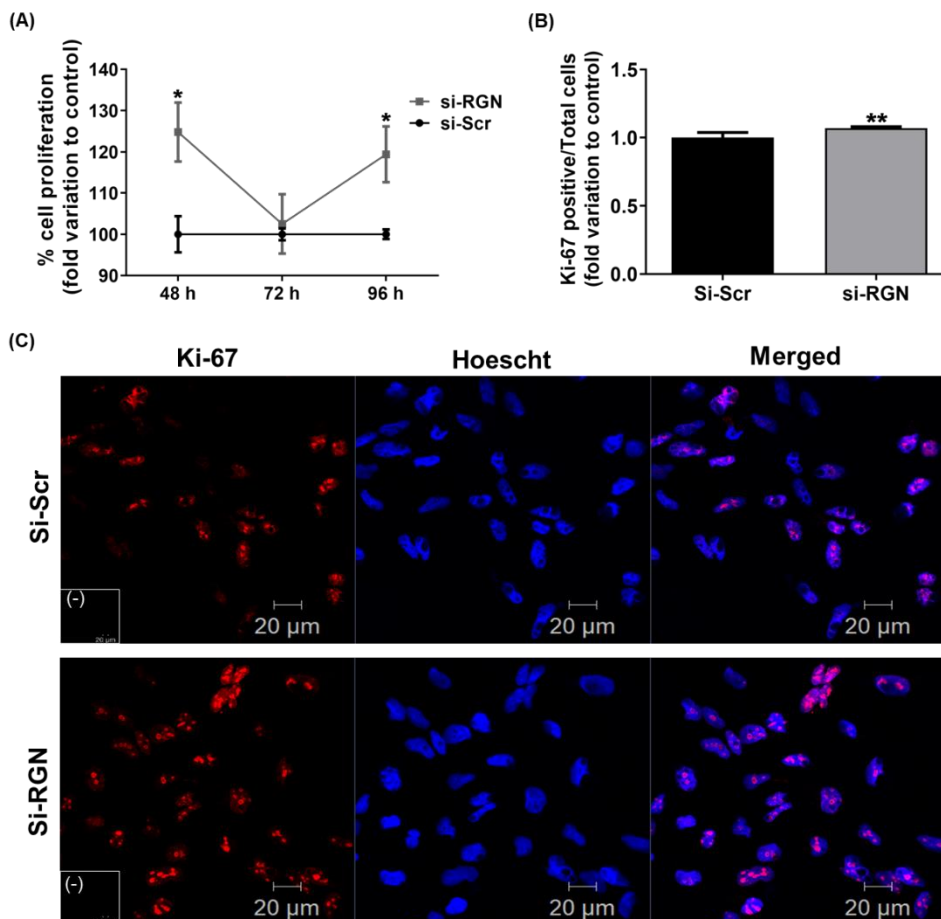 (A)
% cell proliferation
(fold variation to control)
140
130
120
110
100
90
*
*
48 h
72 h
96 h
si-RGN
si-Scr
(B)
Ki-67 positive/Total cells
(fold variation to control)
1.5
1.0
0.5
0.0
**
Si-Scr
si-RGN
(C)
Ki-67
Hoescht
Merged
Si-Scr
(-)
20 µm
20 µm
20 µm
20 µm
Si-RGN
(-)
20 µm
20 µm
20 µm